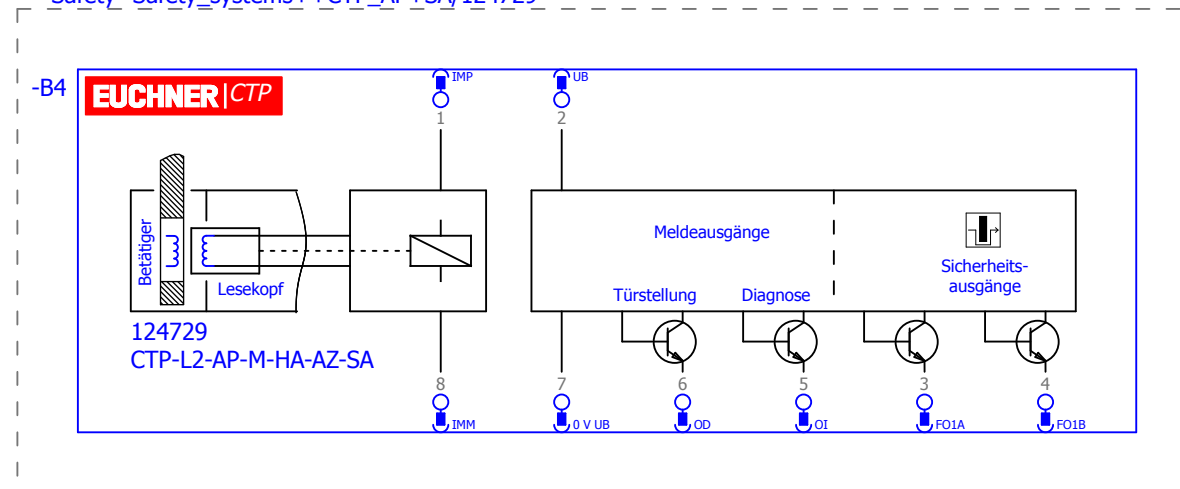 -B4
EUCHNER|CTP
IMP
UB
1
2
Betätiger
Lesekopf
Meldeausgänge
Türstellung
Diagnose
Sicherheits-
ausgänge
124729
CTP-L2-AP-M-HA-AZ-SA
8
7
6
5
3
4
IMM
0 V UB
OD
OI
FO1A
FO1B